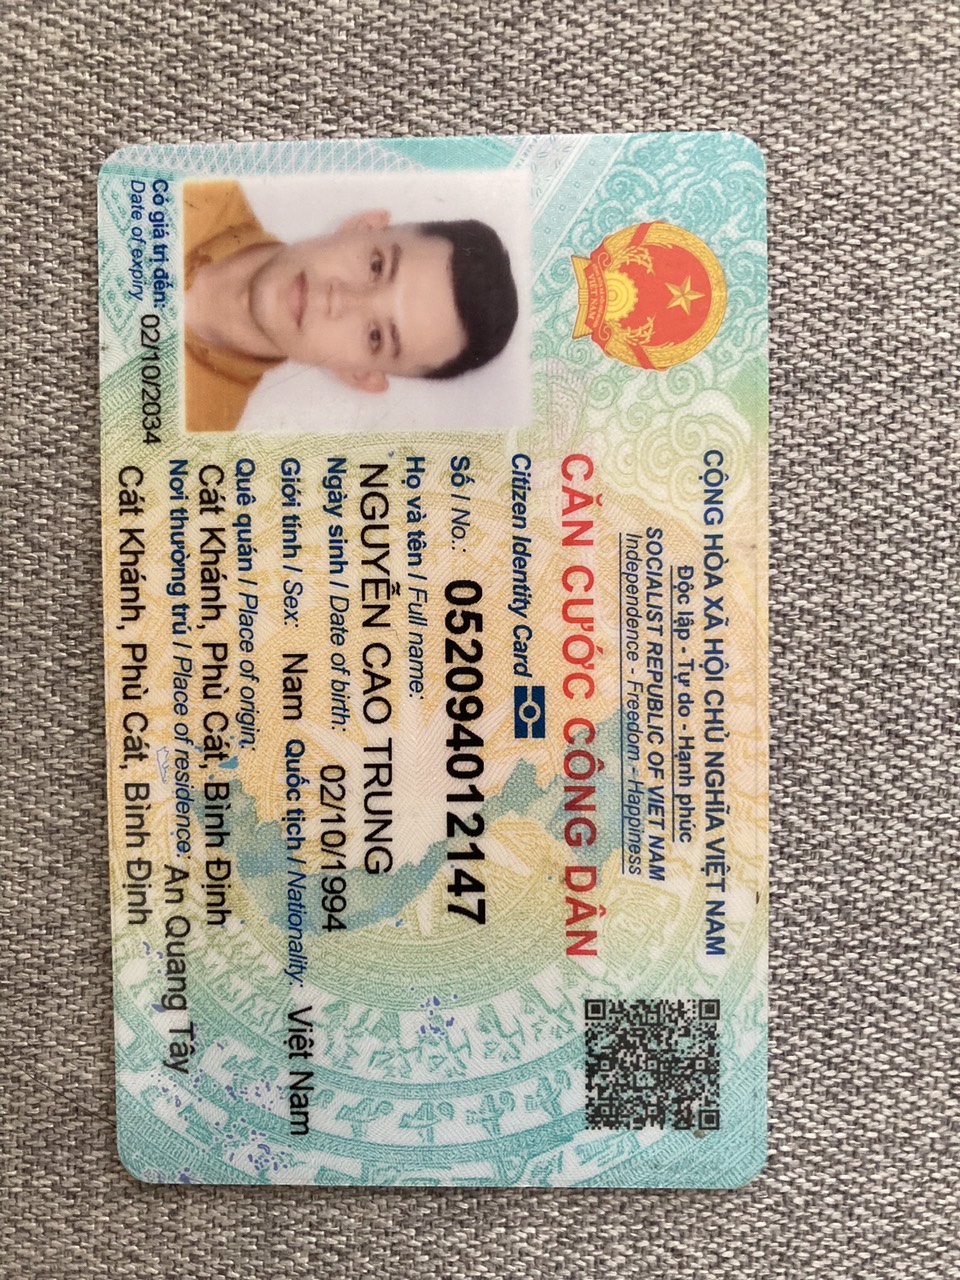 CỘNG HÒA XÃ HỘI CHỦ NGHĨA VIỆT NAM
Độc lập - Tự do - Hạnh phúc
SOCIALIST REPUBLIC OF VIET NAM
Independence - Freedom - Happiness
CĂN CƯỚC CÔNG DÂN
Citizen Identity Card
Số / No.: 052094012147
Họ và tên / Full name:
NGUYỄN CAO TRUNG
Ngày sinh / Date of birth: 02/10/1994
Giới tính / Sex: Nam Quốc tịch / Nationality: Việt Nam
Quê quán / Place of origin:
Cát Khánh, Phù Cát, Bình Định
Nơi thường trú / Place of residence: An Quang Tây
Cát Khánh, Phù Cát, Bình Định
Có giá trị đến: 02/10/2034
Date of expiry
VIỆT NAM